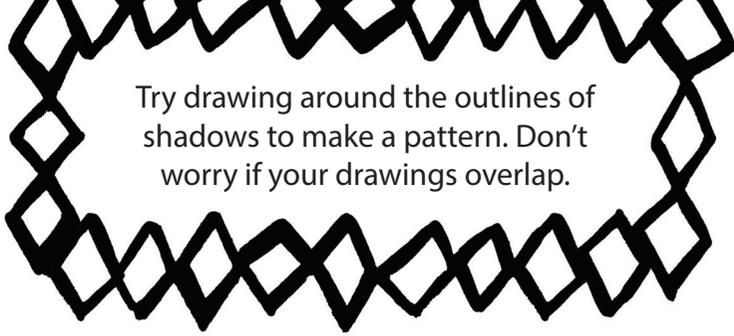 Try drawing around the outlines of
shadows to make a pattern. Don’t
worry if your drawings overlap.